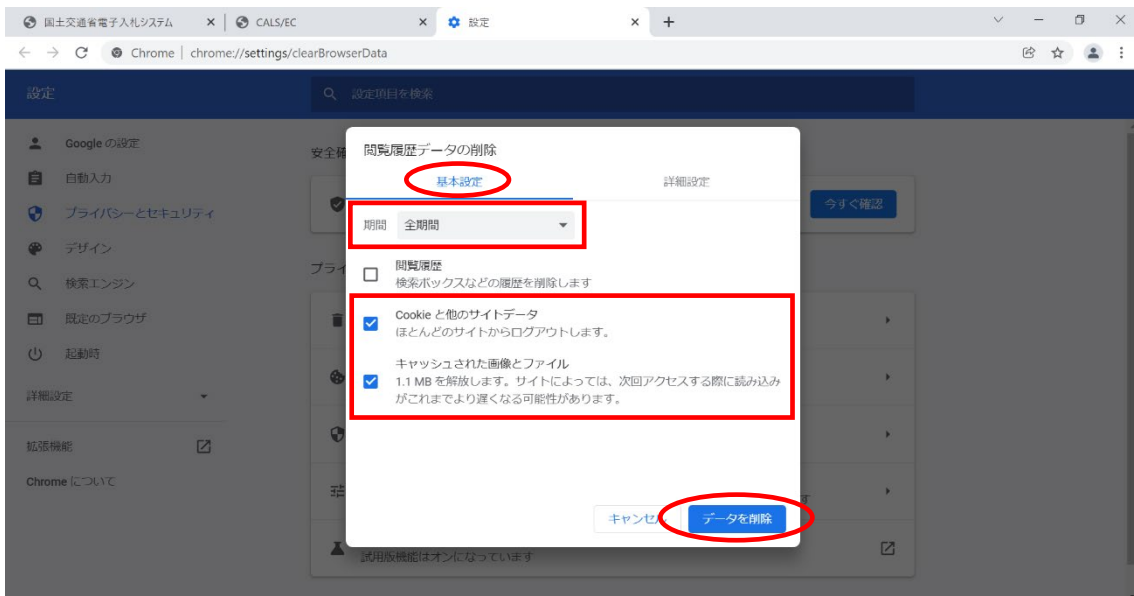 国土交通省電子入札システム
CALS/EC
設定
Chrome | chrome://settings/clearBrowserData
設定
設定項目を検索
Google の設定
自動入力
プライバシーとセキュリティ
デザイン
検索エンジン
既定のブラウザ
起動時
詳細設定
拡張機能
Chrome について
安全確
今すぐ確認
プライ
閲覧履歴データの削除
基本設定
詳細設定
期間 全期間
閲覧履歴
検索ボックスなどの履歴を削除します
Cookie と他のサイトデータ
ほとんどのサイトからログアウトします。
キャッシュされた画像とファイル
1.1 MB を解放します。サイトによっては、次回アクセスする際に読み込み
がこれまでより遅くなる可能性があります。
キャンセル
データを削除
す
試用版機能はオンになっています